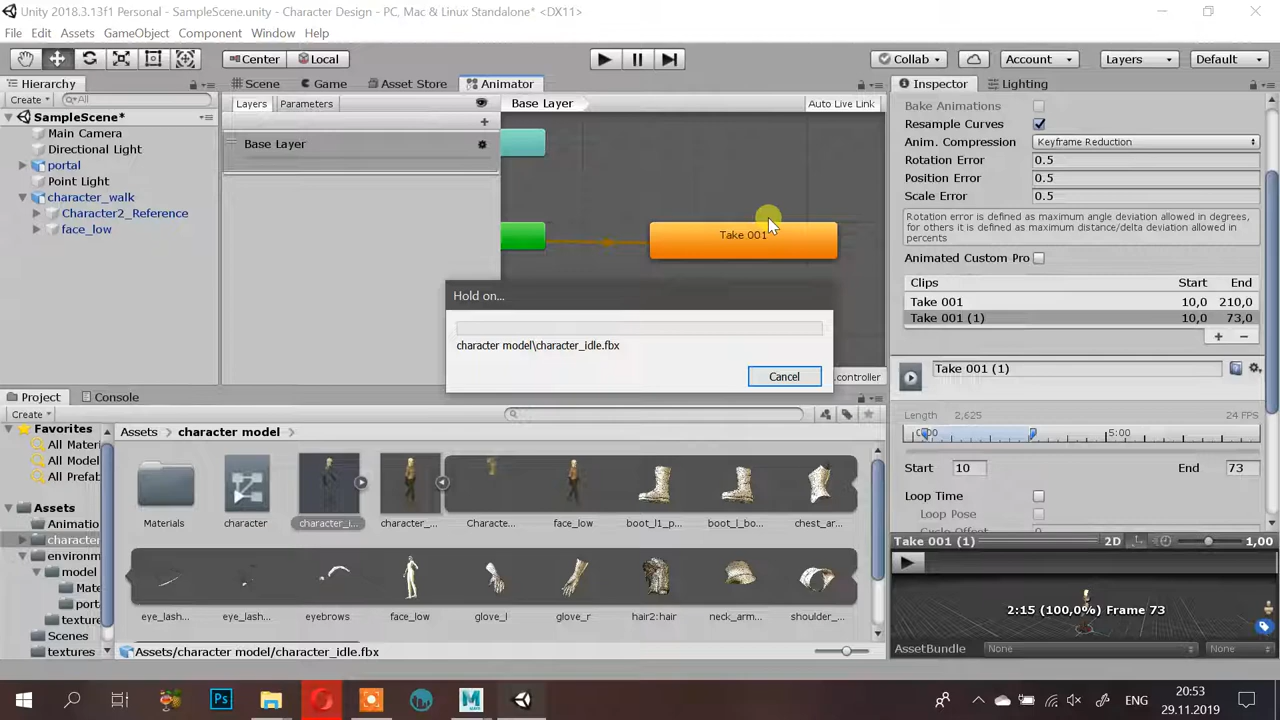 Unity 2018.3.13f1 Personal - SampleScene.unity - Character Design - PC, Mac & Linux Standalone* <DX11>
File Edit Assets GameObject Component Window Help
Center Local Collab Account Layers Default
Hierarchy Scene Game Asset Store Animator Inspector Lighting
Create All Layers Parameters Base Layer Auto Live Link Bake Animations
SampleScene* Resample Curves
Main Camera Base Layer Anim. Compression Keyframe Reduction
Directional Light Rotation Error 0.5
portal Position Error 0.5
Point Light Scale Error 0.5
character_walk
Character2_Reference Rotation error is defined as maximum angle deviation allowed in degrees,
face_low Take 001 for others it is defined as maximum distance/delta deviation allowed in
percents
Animated Custom Pro
Clips Start End
Hold on... Take 001 10,0 210,0
Take 001 (1) 10,0 73,0
character model\character_idle.fbx
Cancel .controller Take 001 (1)
Project Console
Create Length 2,625 24 FPS
Favorites Assets character model 0:00 5:00
All Mater
All Model Start 10 End 73
All Prefab
Loop Time
Assets Loop Pose
Animatio Materials character character_i... character_... Characte... face_low boot_l1_p... boot_l_bo... chest_ar... Cycle Offset
character Take 001 (1) 2D 1,00
environm
model
Mate 2:15 (100,0%) Frame 73
porta eye_lash... eye_lash... eyebrows face_low glove_l glove_r hair2:hair neck_arm... shoulder_...
texture
Scenes
textures Assets/character model/character_idle.fbx AssetBundle None None
Ps ENG 20:53
29.11.2019